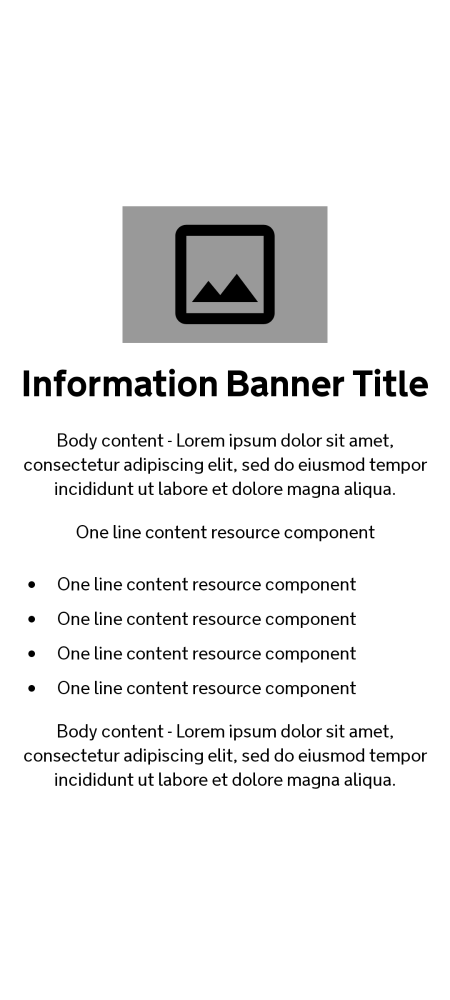 Information Banner Title
Body content - Lorem ipsum dolor sit amet,
consectetur adipiscing elit, sed do eiusmod tempor
incididunt ut labore et dolore magna aliqua.
One line content resource component
• One line content resource component
• One line content resource component
• One line content resource component
• One line content resource component
Body content - Lorem ipsum dolor sit amet,
consectetur adipiscing elit, sed do eiusmod tempor
incididunt ut labore et dolore magna aliqua.